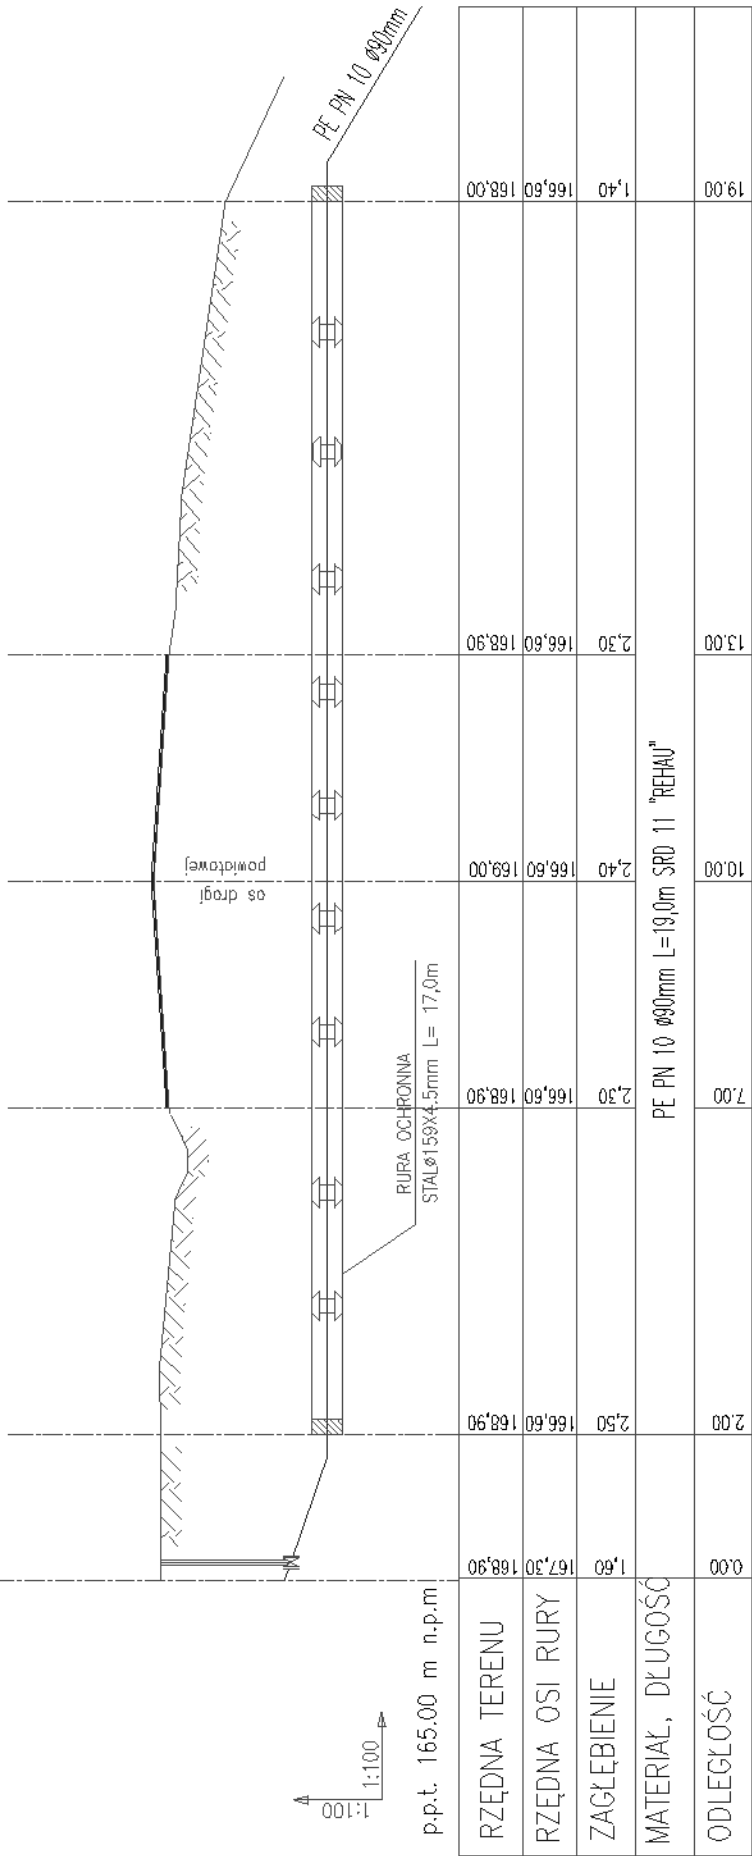 PE PN 10 ø90mm
os drogi
powiatowej
RURA OCHRONNA
STALø159X4.5mm L= 17,0m
1:100
1:100
p.p.t. 165.00 m n.p.m
RZĘDNA TERENU 168,90 168,90 168,90 169,00 168,90 168,00
RZĘDNA OSI RURY 167,30 166,60 166,60 166,60 166,60 166,60
ZAGŁĘBIENIE 1,60 2,50 2,30 2,40 2,30 1,40
MATERIAŁ, DŁUGOŚĆ PE PN 10 ø90mm L=19,0m SRD 11 "REHAU"
ODLEGŁOŚĆ 0.00 2.00 7.00 10.00 13.00 19.00